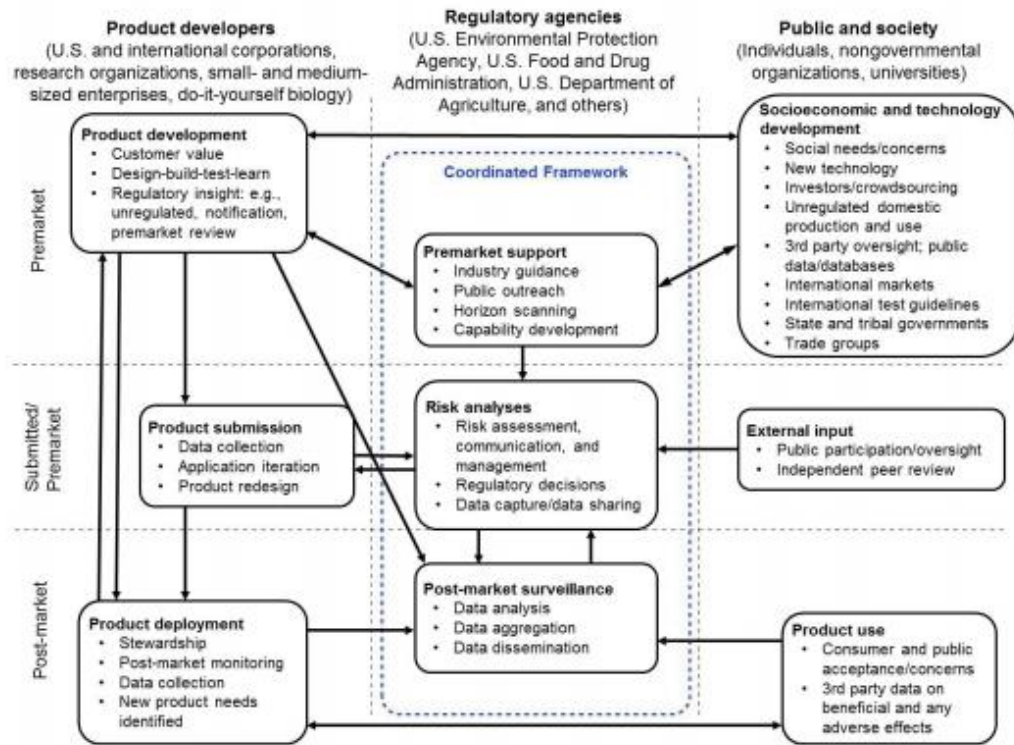 Product developers
(U.S. and international corporations,
research organizations, small- and medium-
sized enterprises, do-it-yourself biology)
Regulatory agencies
(U.S. Environmental Protection
Agency, U.S. Food and Drug
Administration, U.S. Department of
Agriculture, and others)
Public and society
(Individuals, nongovernmental
organizations, universities)
Premarket
Product development
• Customer value
• Design-build-test-learn
• Regulatory insight: e.g.,
unregulated, notification,
premarket review
Coordinated Framework
Premarket support
• Industry guidance
• Public outreach
• Horizon scanning
• Capability development
Socioeconomic and technology
development
• Social needs/concerns
• New technology
• Investors/crowdsourcing
• Unregulated domestic
production and use
• 3rd party oversight; public
data/databases
• International markets
• International test guidelines
• State and tribal governments
• Trade groups
Submitted/
Premarket
Product submission
• Data collection
• Application iteration
• Product redesign
Risk analyses
• Risk assessment,
communication, and
management
• Regulatory decisions
• Data capture/data sharing
External input
• Public participation/oversight
• Independent peer review
Post-market
Product deployment
• Stewardship
• Post-market monitoring
• Data collection
• New product needs
identified
Post-market surveillance
• Data analysis
• Data aggregation
• Data dissemination
Product use
• Consumer and public
acceptance/concerns
• 3rd party data on
beneficial and any
adverse effects